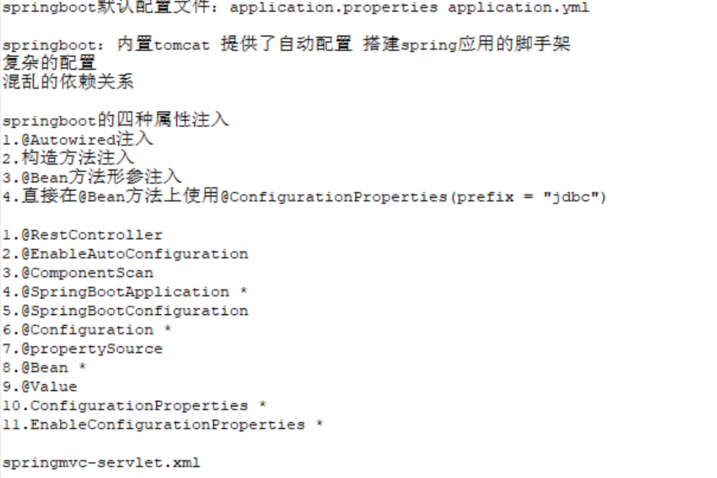 springboot默认配置文件: application.properties application.yml
springboot: 内置tomcat 提供了自动配置 搭建spring应用的脚手架
复杂的配置
混乱的依赖关系
springboot的四种属性注入
1.@Autowired注入
2.构造方法注入
3.@Bean方法形参注入
4.直接在@Bean方法上使用@ConfigurationProperties(prefix = "jdbc")
1.@RestController
2.@EnableAutoConfiguration
3.@ComponentScan
4.@SpringBootApplication *
5.@SpringBootConfiguration
6.@Configuration *
7.@propertySource
8.@Bean *
9.@Value
10.ConfigurationProperties *
11.EnableConfigurationProperties *
springmvc-servlet.xml